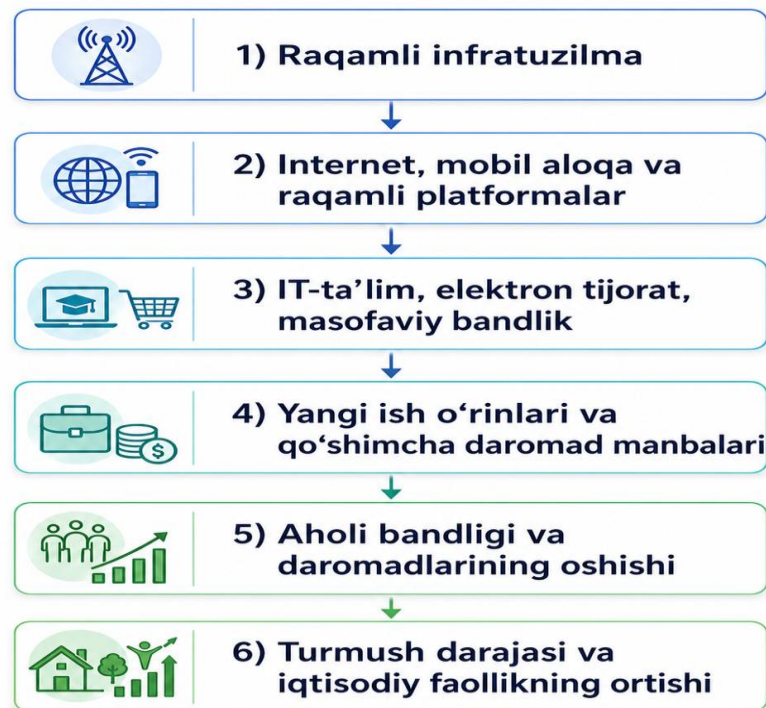 1) Raqamli infratuzilma
2) Internet, mobil aloqa va
raqamli platformalar
3) IT-ta’lim, elektron tijorat,
masofaviy bandlik
4) Yangi ish o‘rinlari va
qo‘shimcha daromad manbalari
$
5) Aholi bandligi va
daromadlarining oshishi
6) Turmush darajasi va
iqtisodiy faollikning ortishi